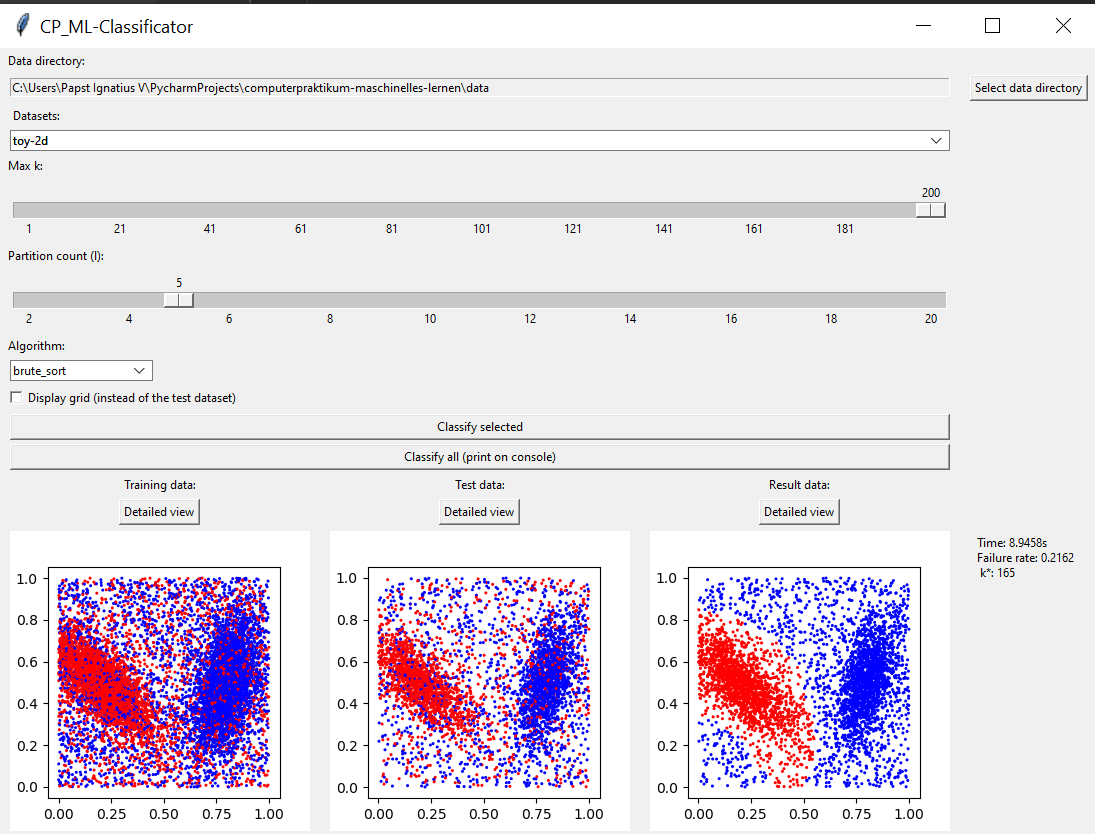 CP_ML-Classificator
Data directory:
C:\Users\Papst Ignatius V\PycharmProjects\computerpraktikum-maschinelles-lernen\data
Select data directory
Datasets:
toy-2d
Max k:
200
1 21 41 61 81 101 121 141 161 181
Partition count (l):
5
2 4 6 8 10 12 14 16 18 20
Algorithm:
brute_sort
Display grid (instead of the test dataset)
Classify selected
Classify all (print on console)
Training data: Test data: Result data:
Detailed view Detailed view Detailed view
Time: 8.9458s
Failure rate: 0.2162
k*: 165
1.0 1.0 1.0
0.8 0.8 0.8
0.6 0.6 0.6
0.4 0.4 0.4
0.2 0.2 0.2
0.0 0.0 0.0
0.00 0.25 0.50 0.75 1.00 0.00 0.25 0.50 0.75 1.00 0.00 0.25 0.50 0.75 1.00